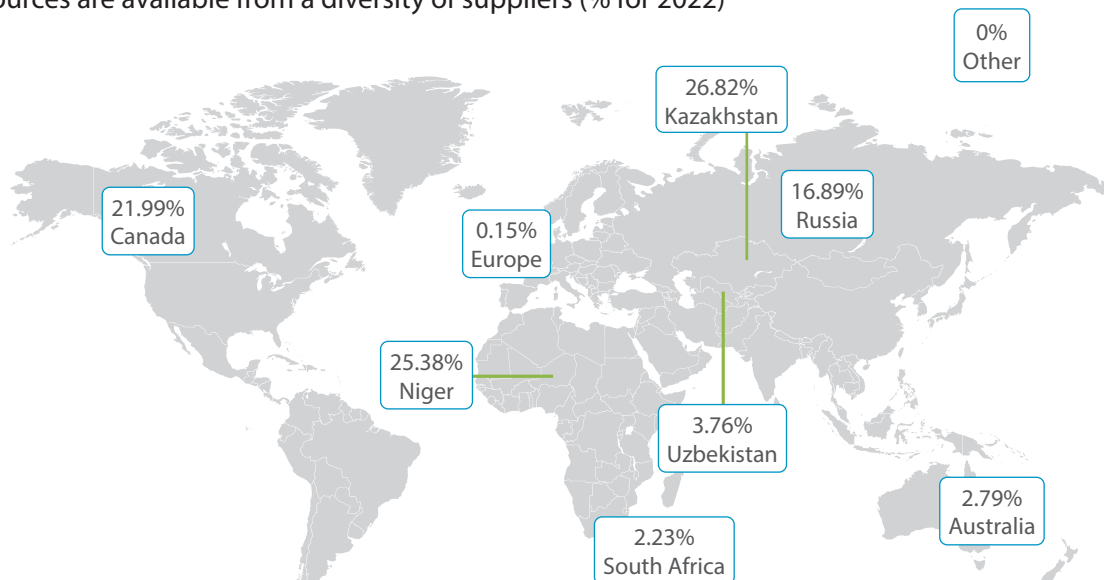 ources are available from a diversity of suppliers (% for 2022)
0%
Other
26.82%
Kazakhstan
16.89%
Russia
21.99%
Canada
0.15%
Europe
25.38%
Niger
3.76%
Uzbekistan
2.79%
Australia
2.23%
South Africa